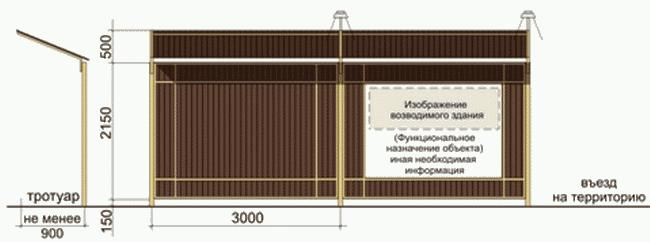 500
2150
150
Изображение
возводимого здания
(Функциональное
назначение объекта)
иная необходимая
информация
тротуар
не менее
900
3000
въезд
на территорию